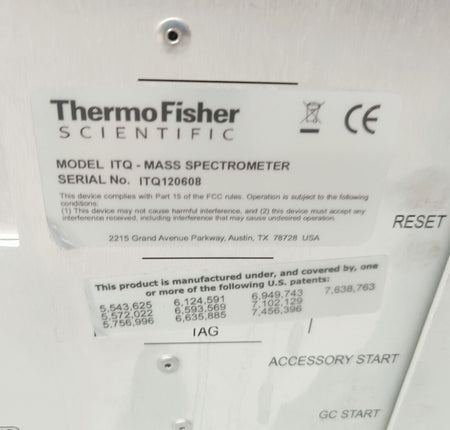 ThermoFisher
SCIENTIFIC
CE
MODEL ITQ - MASS SPECTROMETER
SERIAL No. ITQ120608
This device complies with Part 15 of the FCC rules. Operation is subject to the following
conditions:
(1) This device may not cause harmful interference, and (2) this device must accept any
interference received, including interference that may cause undesired operation.
2215 Grand Avenue Parkway, Austin, TX 78728 USA
RESET
This product is manufactured under, and covered by, one
or more of the following U.S. patents:
5,543,625 6,124,591 6,949,743 7,638,763
5,572,022 6,593,569 7,102,129
5,756,996 6,635,885 7,456,396
IAG
ACCESSORY START
GC START